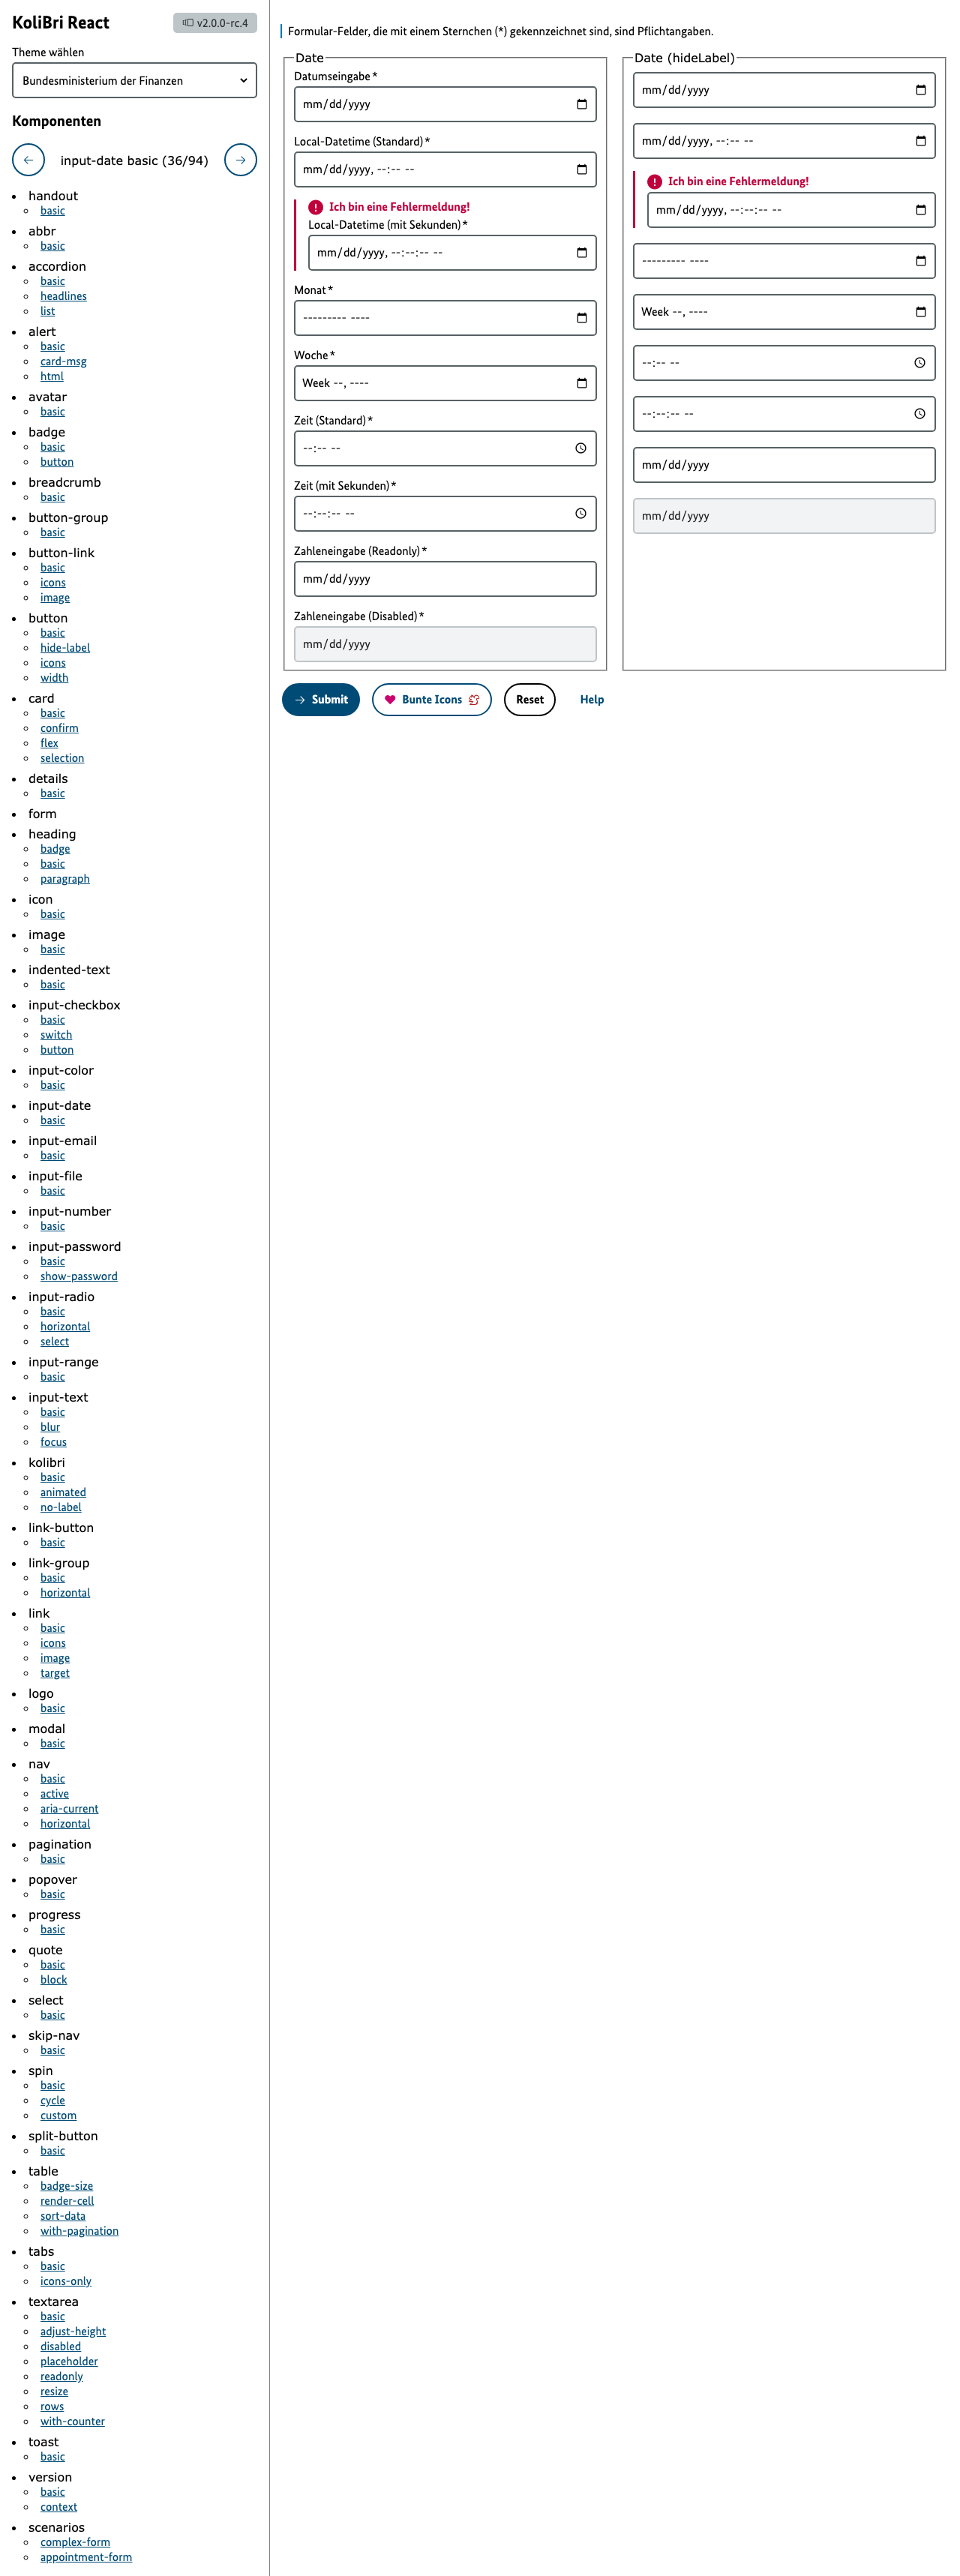 KoliBri React
v2.0.0-rc.4
Theme wählen
Bundesministerium der Finanzen
Komponenten
input-date basic (36/94)
handout
basic
abbr
basic
accordion
basic
headlines
list
alert
basic
card-msg
html
avatar
basic
badge
basic
button
breadcrumb
basic
button-group
basic
button-link
basic
icons
image
button
basic
hide-label
icons
width
card
basic
confirm
flex
selection
details
basic
form
heading
badge
basic
paragraph
icon
basic
image
basic
indented-text
basic
input-checkbox
basic
switch
button
input-color
basic
input-date
basic
input-email
basic
input-file
basic
input-number
basic
input-password
basic
show-password
input-radio
basic
horizontal
select
input-range
basic
input-text
basic
blur
focus
kolibri
basic
animated
no-label
link-button
basic
link-group
basic
horizontal
link
basic
icons
image
target
logo
basic
modal
basic
nav
basic
active
aria-current
horizontal
pagination
basic
popover
basic
progress
basic
quote
basic
block
select
basic
skip-nav
basic
spin
basic
cycle
custom
split-button
basic
table
badge-size
render-cell
sort-data
with-pagination
tabs
basic
icons-only
textarea
basic
adjust-height
disabled
placeholder
readonly
resize
rows
with-counter
toast
basic
version
basic
context
scenarios
complex-form
appointment-form
Formular-Felder, die mit einem Sternchen (*) gekennzeichnet sind, sind Pflichtangaben.
Date
Datumseingabe *
mm/dd/yyyy
Local-Datetime (Standard) *
mm/dd/yyyy, --:-- --
Ich bin eine Fehlermeldung!
Local-Datetime (mit Sekunden) *
mm/dd/yyyy, --:--:-- --
Monat *
--------- ----
Woche *
Week --, ----
Zeit (Standard) *
--:-- --
Zeit (mit Sekunden) *
--:--:-- --
Zahleneingabe (Readonly) *
mm/dd/yyyy
Zahleneingabe (Disabled) *
mm/dd/yyyy
Date (hideLabel)
mm/dd/yyyy
mm/dd/yyyy, --:-- --
Ich bin eine Fehlermeldung!
mm/dd/yyyy, --:--:-- --
--------- ----
Week --, ----
--:-- --
--:--:-- --
mm/dd/yyyy
mm/dd/yyyy
Submit
Bunte Icons
Reset
Help